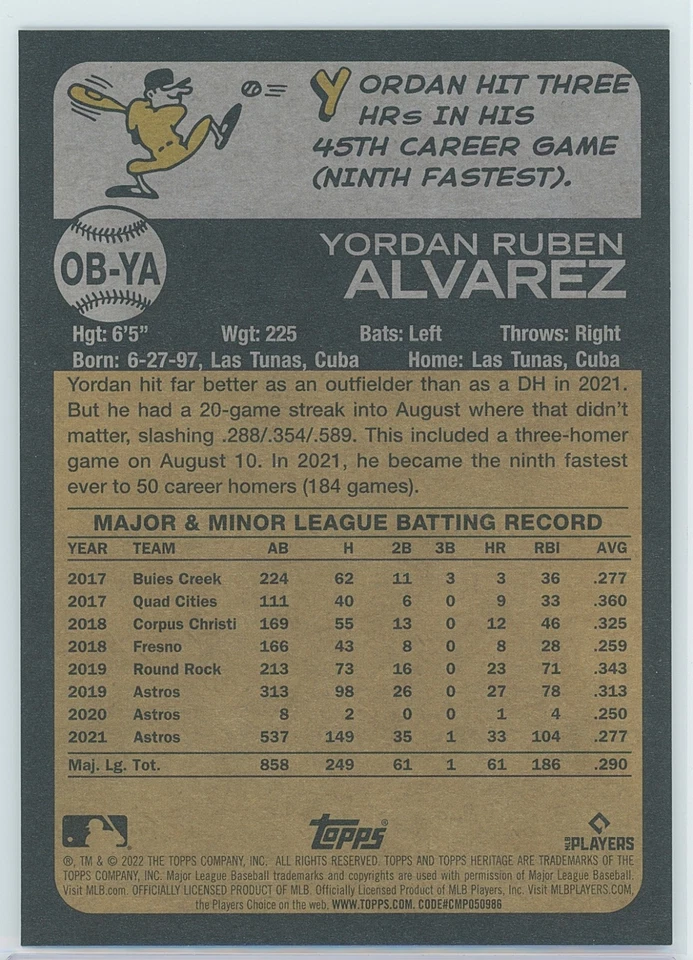 YORDAN HIT THREE
HRs IN HIS
45TH CAREER GAME
(NINTH FASTEST).
OB-YA
YORDAN RUBEN
ALVAREZ
Hgt: 6'5" Wgt: 225 Bats: Left Throws: Right
Born: 6-27-97, Las Tunas, Cuba Home: Las Tunas, Cuba
Yordan hit far better as an outfielder than as a DH in 2021.
But he had a 20-game streak into August where that didn't
matter, slashing .288/.354/.589. This included a three-homer
game on August 10. In 2021, he became the ninth fastest
ever to 50 career homers (184 games).
MAJOR & MINOR LEAGUE BATTING RECORD
YEAR TEAM AB H 2B 3B HR RBI AVG
2017 Buies Creek 224 62 11 3 3 36 .277
2017 Quad Cities 111 40 6 0 9 33 .360
2018 Corpus Christi 169 55 13 0 12 46 .325
2018 Fresno 166 43 8 0 8 28 .259
2019 Round Rock 213 73 16 0 23 71 .343
2019 Astros 313 98 26 0 27 78 .313
2020 Astros 8 2 0 0 1 4 .250
2021 Astros 537 149 35 1 33 104 .277
Maj. Lg. Tot. 858 249 61 1 61 186 .290
Topps® MLB PLAYERS
®, TM & © 2022 THE TOPPS COMPANY, INC. ALL RIGHTS RESERVED. TOPPS AND TOPPS HERITAGE ARE TRADEMARKS OF THE
TOPPS COMPANY, INC. Major League Baseball trademarks and copyrights are used with permission of Major League Baseball.
Visit MLB.com. OFFICIALLY LICENSED PRODUCT OF MLB. Officially Licensed Product of MLB Players, Inc. Visit MLBPLAYERS.COM,
the Players Choice on the web. WWW.TOPPS.COM. CODE#CMP050986